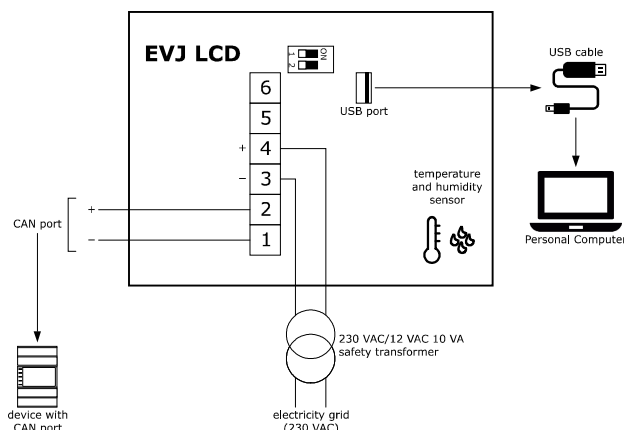 EVJ LCD
ON
1
2
6
5
+ 4
− 3
2
1
USB port
USB cable
temperature
and humidity
sensor
Personal Computer
CAN port
+
−
230 VAC/12 VAC 10 VA
safety transformer
device with
CAN port
electricity grid
(230 VAC)